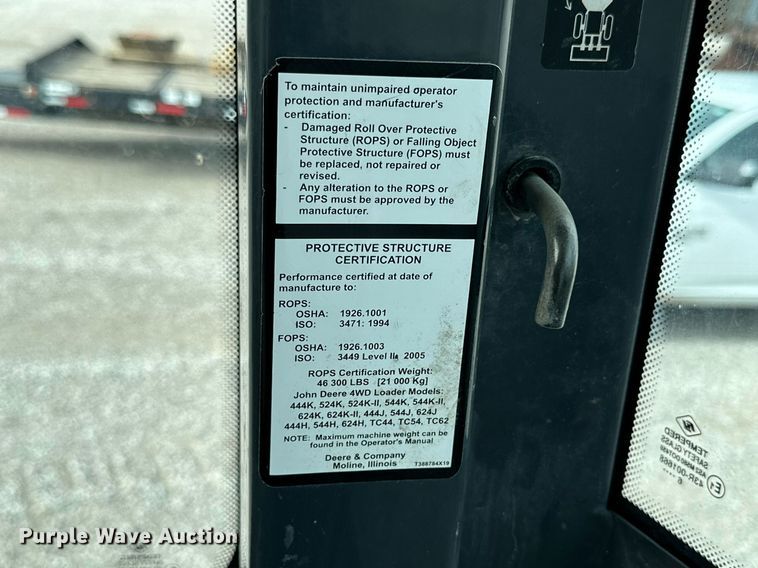 To maintain unimpaired operator
protection and manufacturer's
certification:
- Damaged Roll Over Protective
Structure (ROPS) or Falling Object
Protective Structure (FOPS) must
be replaced, not repaired or
revised.
- Any alteration to the ROPS or
FOPS must be approved by the
manufacturer.
PROTECTIVE STRUCTURE
CERTIFICATION
Performance certified at date of
manufacture to:
ROPS:
OSHA: 1926.1001
ISO: 3471: 1994
FOPS:
OSHA: 1926.1003
ISO: 3449 Level II, 2005
ROPS Certification Weight:
46 300 LBS [21 000 Kg]
John Deere 4WD Loader Models:
444K, 524K, 524K-II, 544K, 544K-II,
624K, 624K-II, 444J, 544J, 624J
444H, 544H, 624H, TC44, TC54, TC62
NOTE: Maximum machine weight can be
found in the Operator's Manual
Deere & Company
Moline, Illinois T388784X19
TEMPERED
SAFETY GLASS
43R-001668
Purple Wave Auction